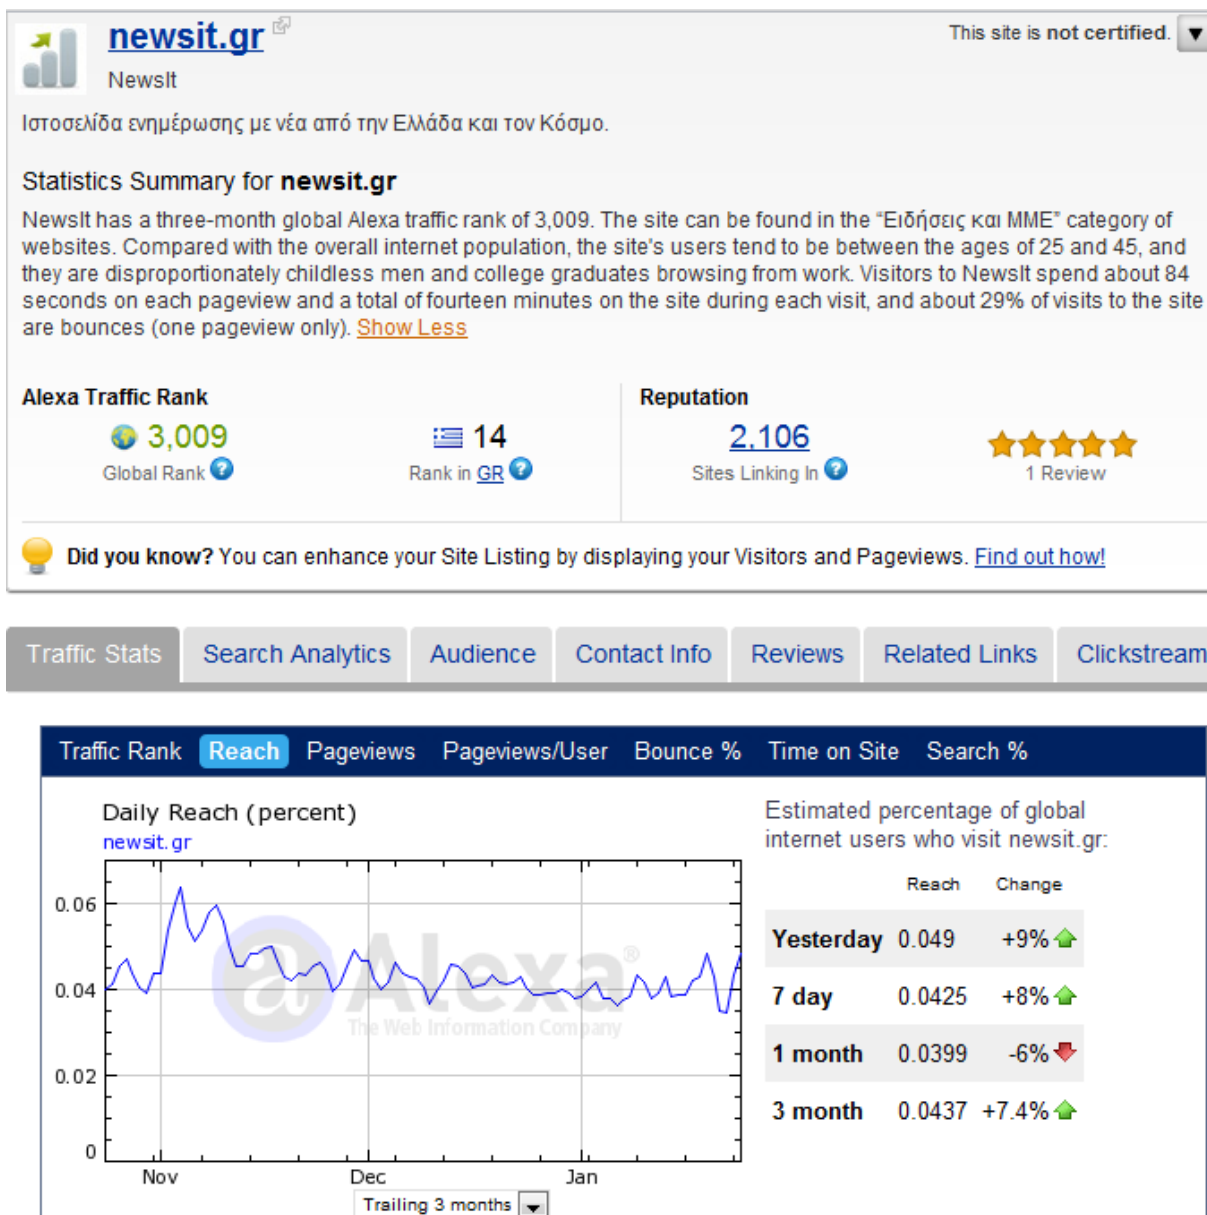 newsit.gr
This site is not certified.
NewsIt
Ιστοσελίδα ενημέρωσης με νέα από την Ελλάδα και τον Κόσμο.
Statistics Summary for newsit.gr
NewsIt has a three-month global Alexa traffic rank of 3,009. The site can be found in the “Ειδήσεις και ΜΜΕ” category of
websites. Compared with the overall internet population, the site's users tend to be between the ages of 25 and 45, and
they are disproportionately childless men and college graduates browsing from work. Visitors to NewsIt spend about 84
seconds on each pageview and a total of fourteen minutes on the site during each visit, and about 29% of visits to the site
are bounces (one pageview only). Show Less
Alexa Traffic Rank
Reputation
3,009
14
2,106
Global Rank ?
Rank in GR ?
Sites Linking In ?
1 Review
Did you know? You can enhance your Site Listing by displaying your Visitors and Pageviews. Find out how!
Traffic Stats Search Analytics Audience Contact Info Reviews Related Links Clickstream
Traffic Rank Reach Pageviews Pageviews/User Bounce % Time on Site Search %
Daily Reach (percent)
newsit.gr
0.06
0.04
0.02
0
Nov Dec Jan
a Alexa®
The Web Information Company
Trailing 3 months
Estimated percentage of global
internet users who visit newsit.gr:
Reach Change
Yesterday 0.049 +9%
7 day 0.0425 +8%
1 month 0.0399 -6%
3 month 0.0437 +7.4%